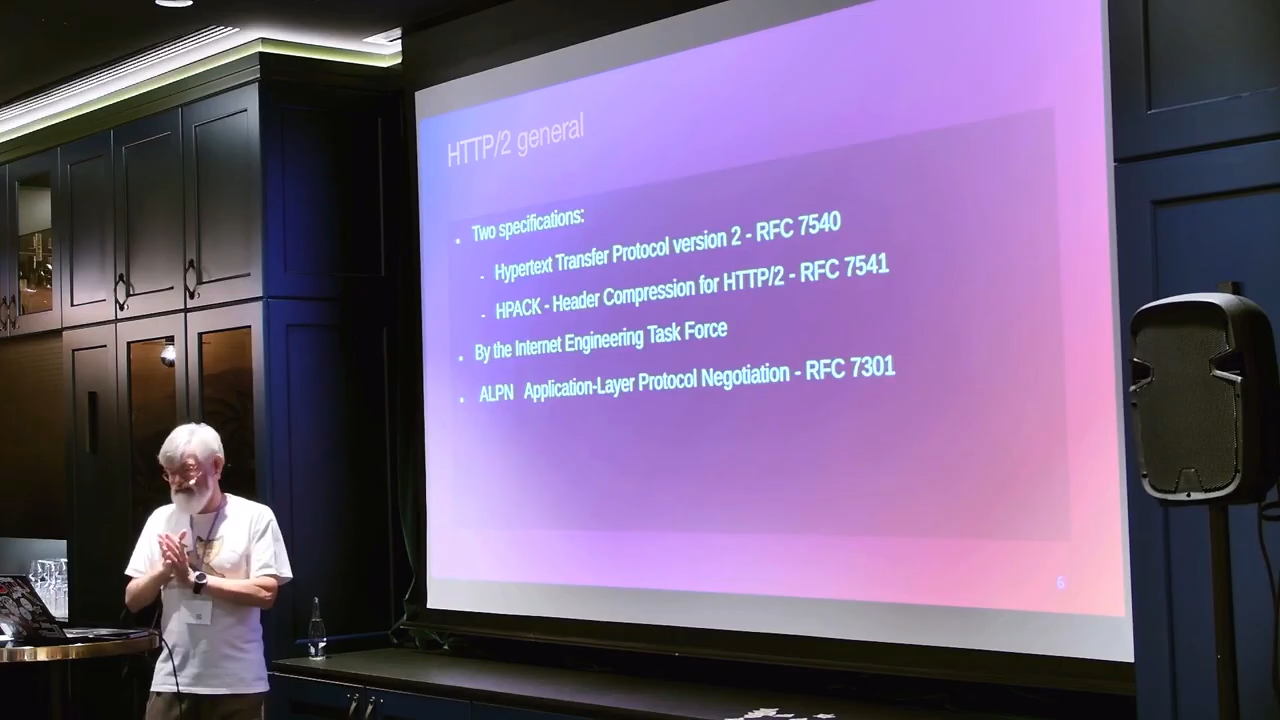 HTTP/2 general
Two specifications:
Hypertext Transfer Protocol version 2 - RFC 7540
HPACK - Header Compression for HTTP/2 - RFC 7541
By the Internet Engineering Task Force
ALPN Application-Layer Protocol Negotiation - RFC 7301
6